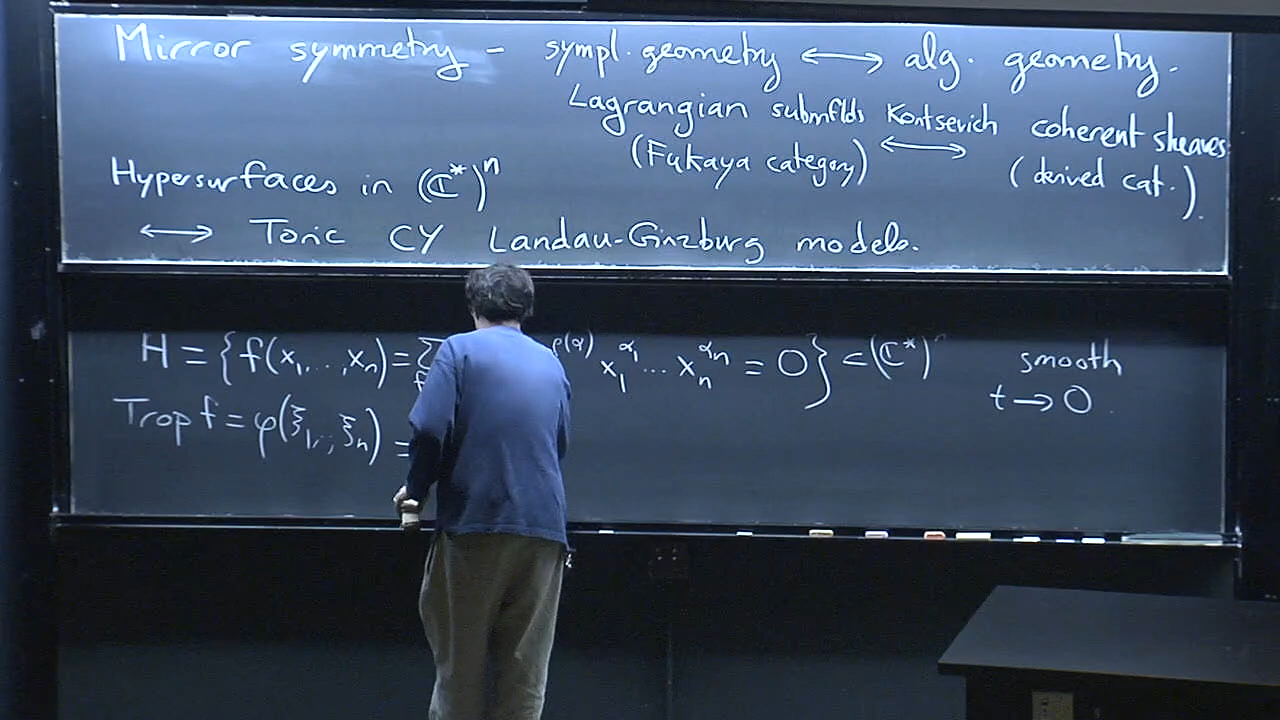 Mirror symmetry - sympl. geometry ⟷ alg. geometry.
Lagrangian submflds Kontsevich coherent sheaves
(Fukaya category) ⟷ (derived cat.)
Hypersurfaces in (ℂ*)ⁿ
⟷ Toric CY Landau-Ginzburg models.
H = {f(x₁,…,xₙ) = Σ ρ(α) x₁^α₁ … xₙ^αₙ = 0} ⊂ (ℂ*)ⁿ smooth
t → 0
Trop f = φ(ξ₁,…,ξₙ) =